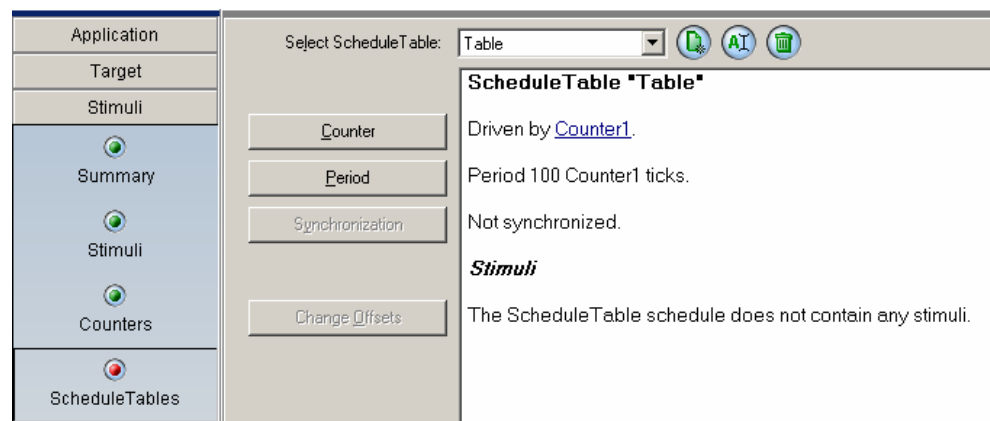 Application
Target
Stimuli
Summary
Stimuli
Counters
ScheduleTables
Select ScheduleTable:
Table
AI
ScheduleTable "Table"
Counter
Driven by Counter1.
Period
Period 100 Counter1 ticks.
Synchronization
Not synchronized.
Stimuli
Change Offsets
The ScheduleTable schedule does not contain any stimuli.